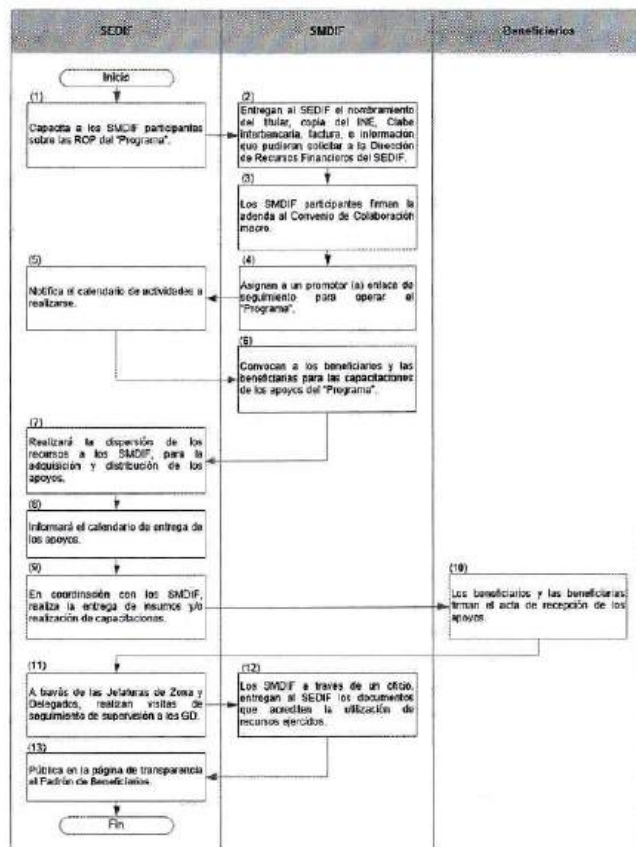 SEDIF
SMDIF
Beneficiarios
Inicio
(1)
Capacita a los SMDIF participantes
sobre las ROP del "Programa".
(2)
Entregan al SEDIF el nombramiento
del titular, copia del INE, Clabe
Interbancaria, factura, e información
que pudieran solicitar a la Dirección
de Recursos Financieros del SEDIF.
(3)
Los SMDIF participantes firman la
adenda al Convenio de Colaboración
macro.
(4)
Asignan a un promotor (a) enlace de
seguimiento para operar el
"Programa".
(5)
Notifica el calendario de actividades a
realizarse.
(6)
Convocan a los beneficiarios y las
beneficiarias para las capacitaciones
de los apoyos del "Programa".
(7)
Realizará la dispersión de los
recursos a los SMDIF, para la
adquisición y distribución de los
apoyos.
(8)
Informará el calendario de entrega de
los apoyos.
(9)
En coordinación con los SMDIF,
realiza la entrega de insumos y/o
realización de capacitaciones.
(10)
Los beneficiarios y las beneficiarias
firman el acta de recepción de los
apoyos.
(11)
A través de las Jefaturas de Zona y
Delegados, realizan visitas de
seguimiento de supervisión a los GD.
(12)
Los SMDIF a través de un oficio,
entregan al SEDIF los documentos
que acrediten la utilización de
recursos ejercidos.
(13)
Pública en la página de transparencia
el Padrón de Beneficiarios.
Fin